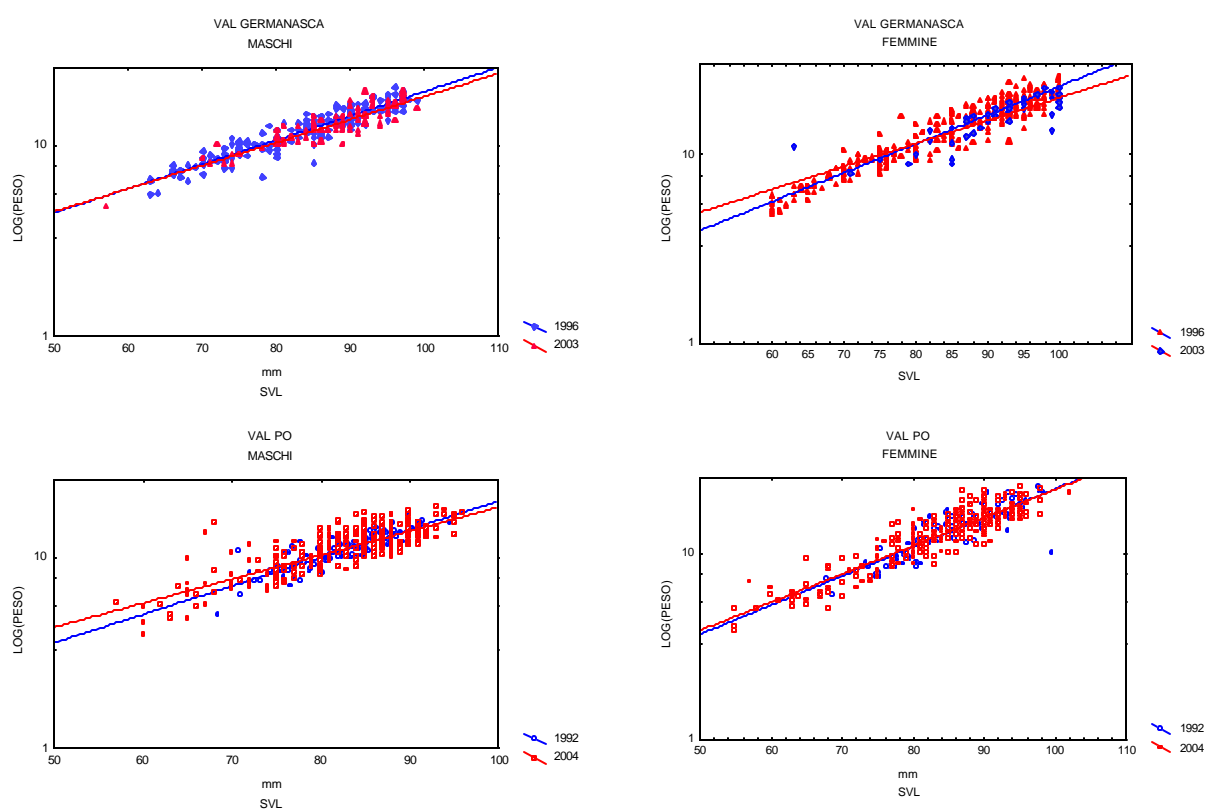 VAL GERMANASCA
MASCHI
LOG(PESO)
10
1
50 60 70 80 90 100 110
mm
SVL
1996
2003
VAL GERMANASCA
FEMMINE
LOG(PESO)
10
1
60 65 70 75 80 85 90 95 100
SVL
1996
2003
VAL PO
MASCHI
LOG(PESO)
10
1
50 60 70 80 90 100
mm
SVL
1992
2004
VAL PO
FEMMINE
LOG(PESO)
10
1
50 60 70 80 90 100 110
mm
SVL
1992
2004